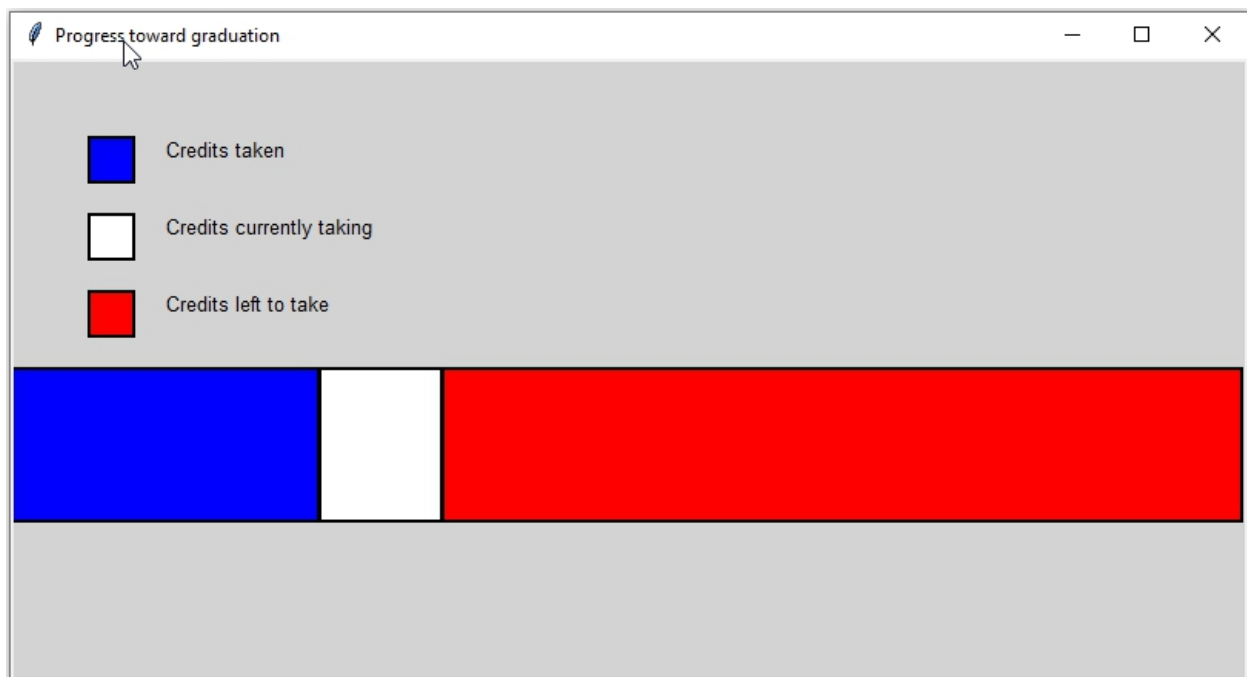 Progress toward graduation
Credits taken
Credits currently taking
Credits left to take